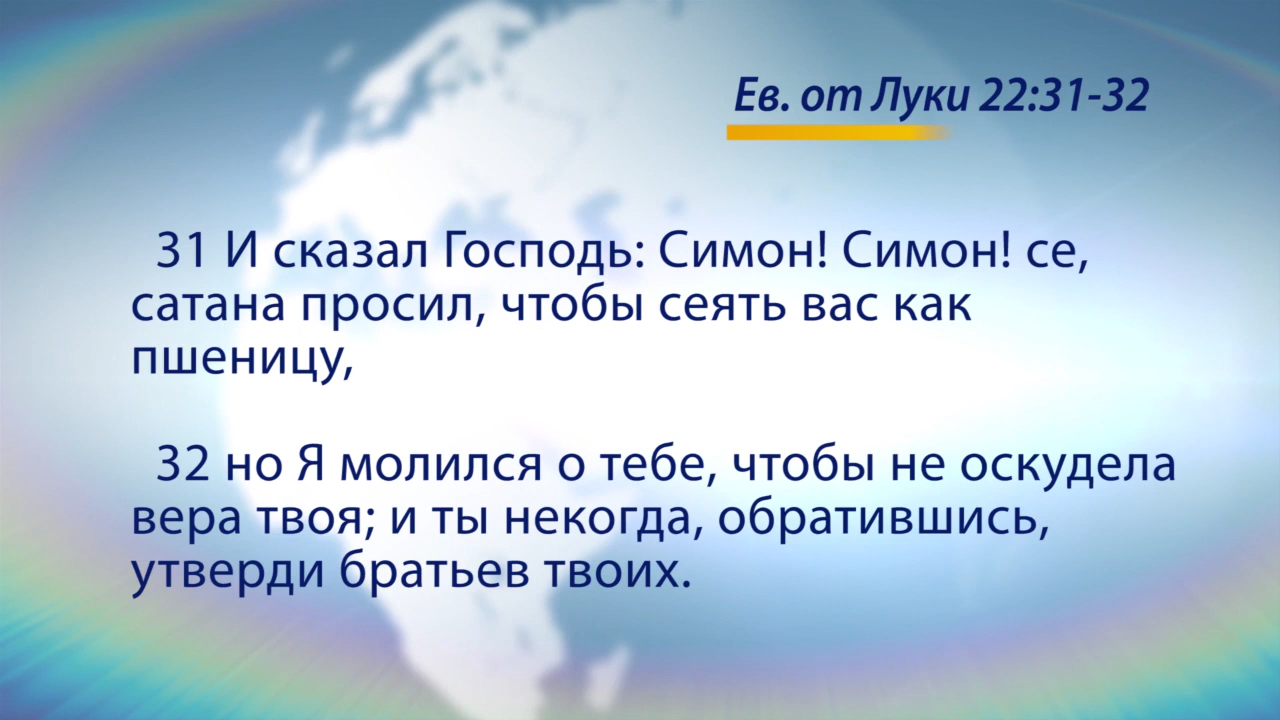 Ев. от Луки 22:31-32
31 И сказал Господь: Симон! Симон! се,
сатана просил, чтобы сеять вас как
пшеницу,
32 но Я молился о тебе, чтобы не оскудела
вера твоя; и ты некогда, обратившись,
утверди братьев твоих.